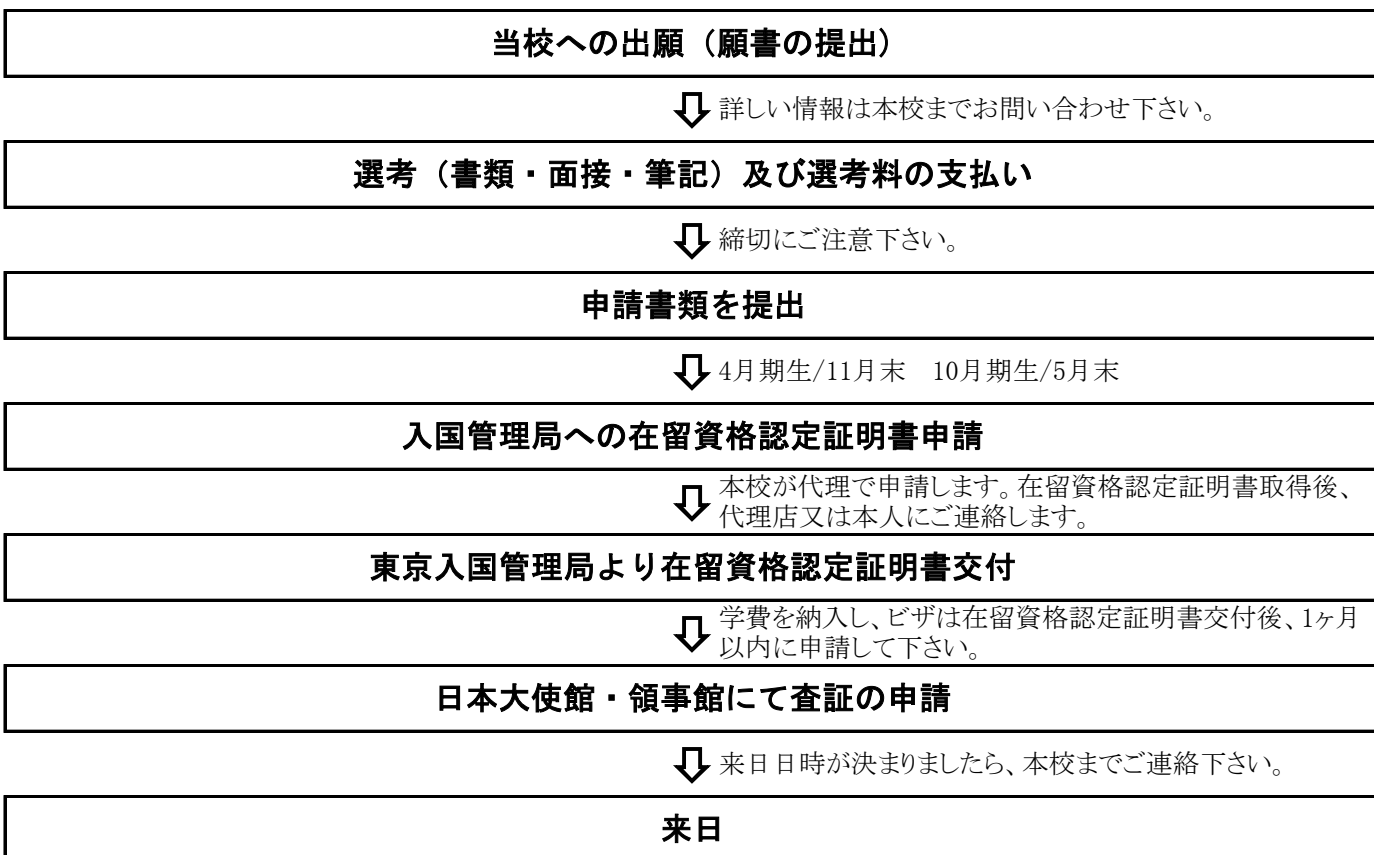 当校への出願（願書の提出）
詳しい情報は本校までお問い合わせ下さい。
選考（書類・面接・筆記）及び選考料の支払い
締切にご注意下さい。
申請書類を提出
4月期生/11月末　10月期生/5月末
入国管理局への在留資格認定証明書申請
本校が代理で申請します。在留資格認定証明書取得後、
代理店又は本人にご連絡します。
東京入国管理局より在留資格認定証明書交付
学費を納入し、ビザは在留資格認定証明書交付後、1ヶ月
以内に申請して下さい。
日本大使館・領事館にて査証の申請
来日日時が決まりましたら、本校までご連絡下さい。
来日